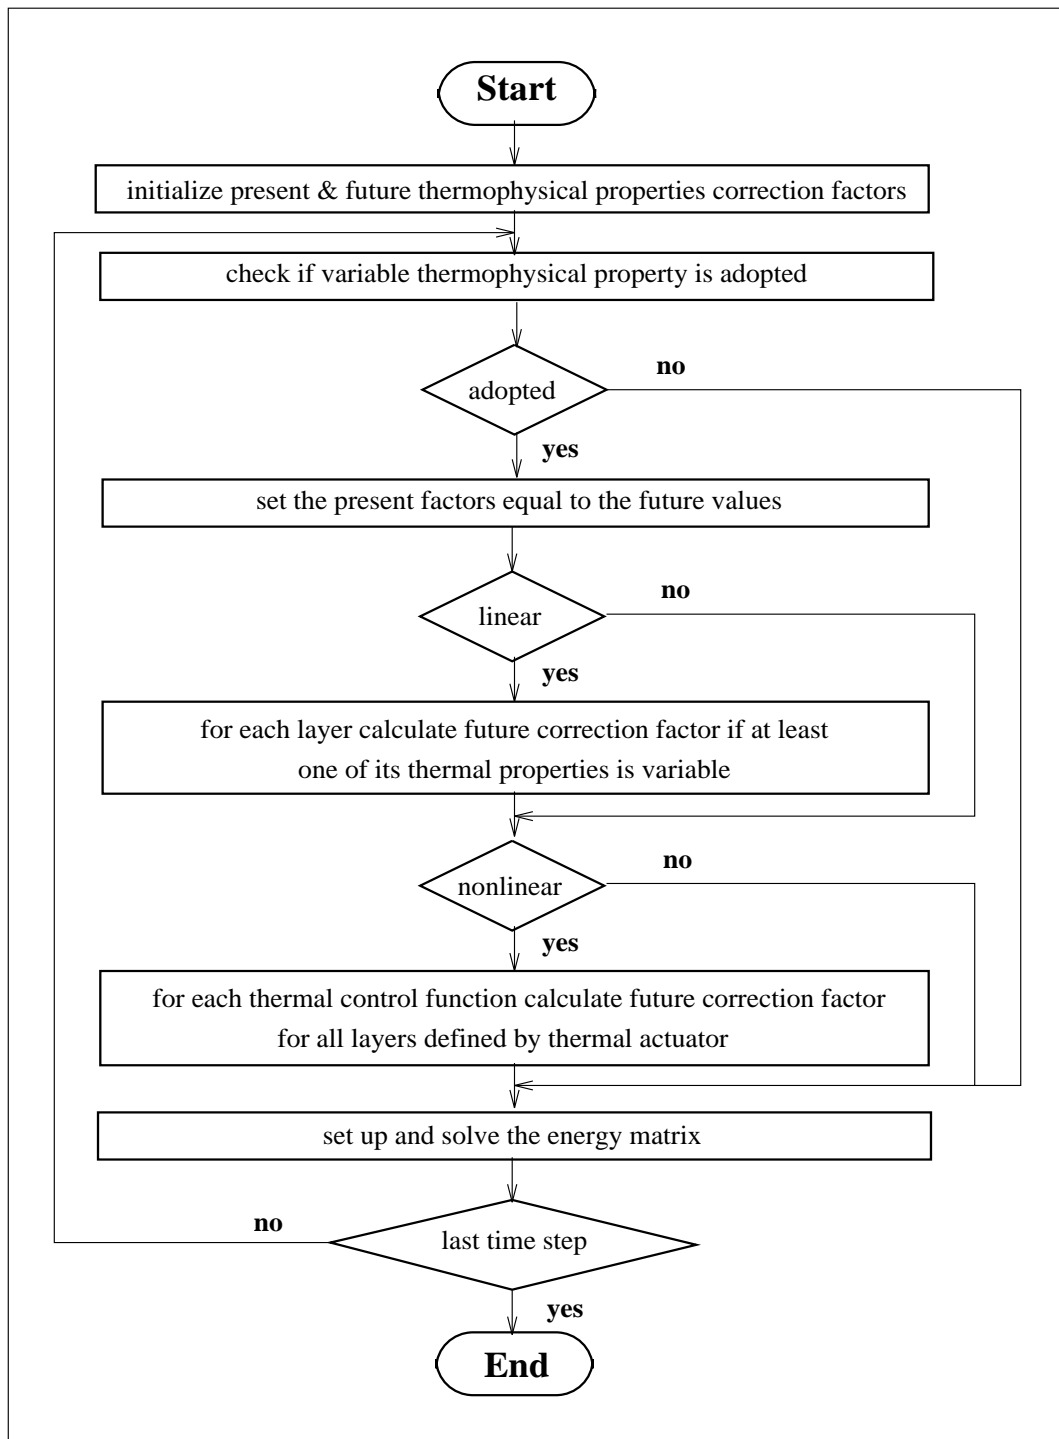 Start
initialize present & future thermophysical properties correction factors
check if variable thermophysical property is adopted
no
adopted
yes
set the present factors equal to the future values
no
linear
yes
for each layer calculate future correction factor if at least
one of its thermal properties is variable
no
nonlinear
yes
for each thermal control function calculate future correction factor
for all layers defined by thermal actuator
set up and solve the energy matrix
no
last time step
yes
End